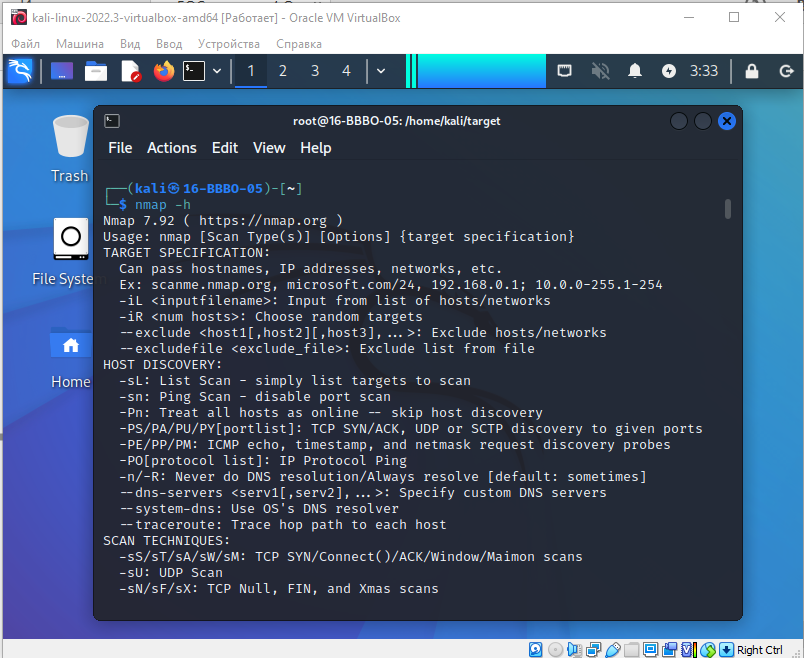 kali-linux-2022.3-virtualbox-amd64 [Работает] - Oracle VM VirtualBox
Файл Машина Вид Ввод Устройства Справка
1 2 3 4 3:33
root@16-BBBO-05: /home/kali/target
File Actions Edit View Help
Trash
File System
Home
┌──(kali㉿16-BBBO-05)-[~]
└─$ nmap -h
Nmap 7.92 ( https://nmap.org )
Usage: nmap [Scan Type(s)] [Options] {target specification}
TARGET SPECIFICATION:
Can pass hostnames, IP addresses, networks, etc.
Ex: scanme.nmap.org, microsoft.com/24, 192.168.0.1; 10.0.0-255.1-254
-iL <inputfilename>: Input from list of hosts/networks
-iR <num hosts>: Choose random targets
--exclude <host1[,host2][,host3],...>: Exclude hosts/networks
--excludefile <exclude_file>: Exclude list from file
HOST DISCOVERY:
-sL: List Scan - simply list targets to scan
-sn: Ping Scan - disable port scan
-Pn: Treat all hosts as online -- skip host discovery
-PS/PA/PU/PY[portlist]: TCP SYN/ACK, UDP or SCTP discovery to given ports
-PE/PP/PM: ICMP echo, timestamp, and netmask request discovery probes
-PO[protocol list]: IP Protocol Ping
-n/-R: Never do DNS resolution/Always resolve [default: sometimes]
--dns-servers <serv1[,serv2],...>: Specify custom DNS servers
--system-dns: Use OS's DNS resolver
--traceroute: Trace hop path to each host
SCAN TECHNIQUES:
-sS/sT/sA/sW/sM: TCP SYN/Connect()/ACK/Window/Maimon scans
-sU: UDP Scan
-sN/sF/sX: TCP Null, FIN, and Xmas scans
Right Ctrl